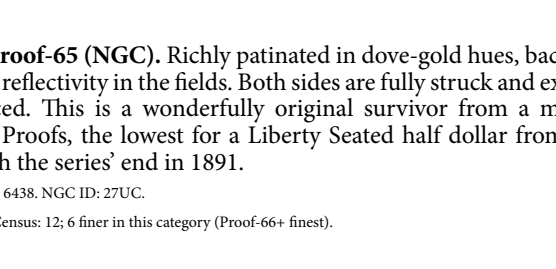 roof-65 (NGC). Richly patinated in dove-gold hues, bac
reflectivity in the fields. Both sides are fully struck and ex
ed. This is a wonderfully original survivor from a m
Proofs, the lowest for a Liberty Seated half dollar from
h the series’ end in 1891.
6438. NGC ID: 27UC.
ensus: 12; 6 finer in this category (Proof-66+ finest).